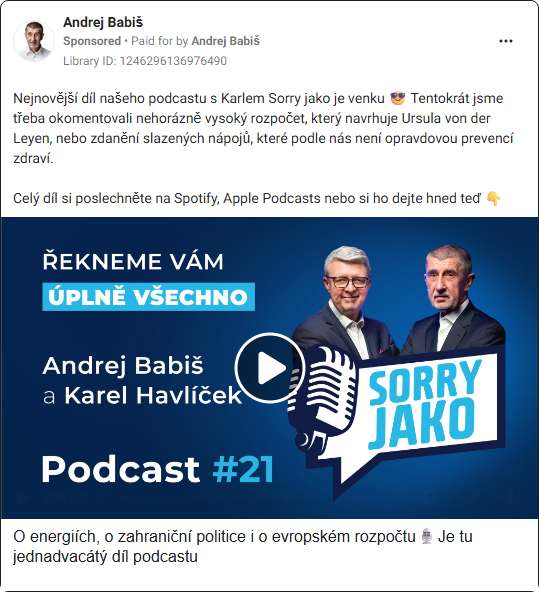 Andrej Babiš
Sponsored • Paid for by Andrej Babiš
Library ID: 1246296136976490
Nejnovější díl našeho podcastu s Karlem Sorry jako je venku 😎 Tentokrát jsme
třeba okomentovali nehorázně vysoký rozpočet, který navrhuje Ursula von der
Leyen, nebo zdanění slazených nápojů, které podle nás není opravdovou prevencí
zdraví.
Celý díl si poslechněte na Spotify, Apple Podcasts nebo si ho dejte hned teď 👇
ŘEKNEME VÁM
ÚPLNĚ VŠECHNO
Andrej Babiš
a Karel Havlíček
SORRY
JAKO
Podcast #21
O energiích, o zahraniční politice i o evropském rozpočtu 🎙️ Je tu
jednadvacátý díl podcastu